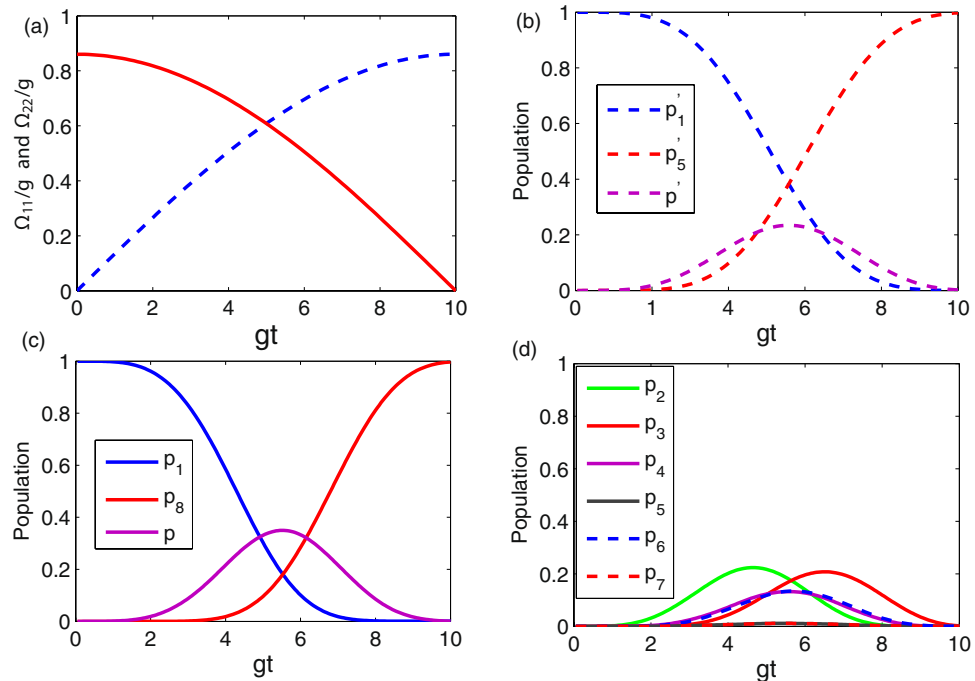 (a)
Ω₁₁/g and Ω₂₂/g
1
0.8
0.6
0.4
0.2
0
0 2 4 6 8 10
gt
(b)
Population
1
0.8
0.6
0.4
0.2
0
p₁'
p₅'
p'
0 1 4 6 8 10
gt
(c)
Population
1
0.8
0.6
0.4
0.2
0
p₁
p₈
p
0 2 4 6 8 10
gt
(d)
Population
1
0.8
0.6
0.4
0.2
0
p₂
p₃
p₄
p₅
p₆
p₇
0 2 4 6 8 10
gt